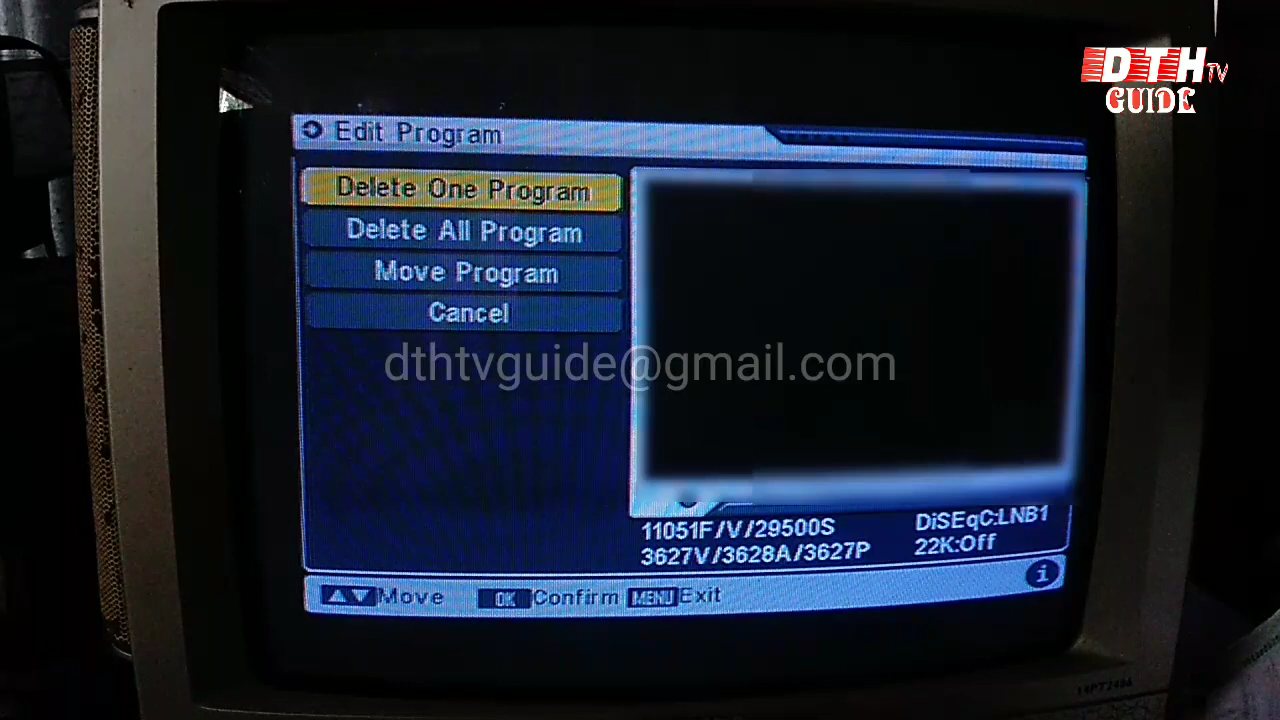 DTH TV
GUIDE
Edit Program
Delete One Program
Delete All Program
Move Program
Cancel
dthtvguide@gmail.com
11051F/V/29500S
DiSEqC:LNB1
3627V/3628A/3627P
22K:Off
i
Move OK Confirm MENU Exit